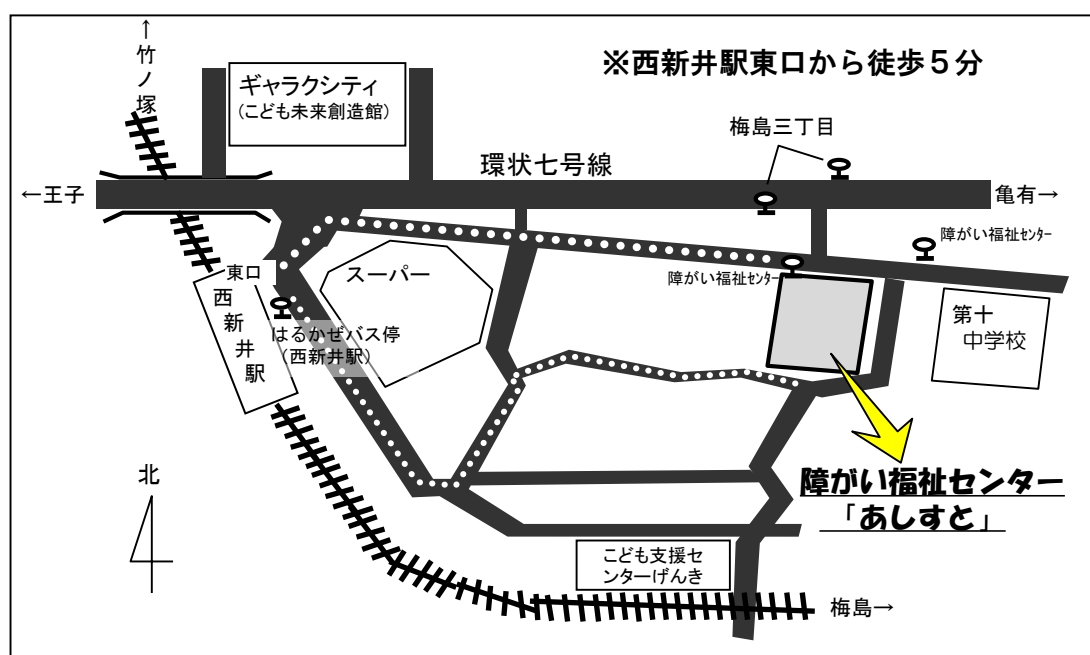 ※西新井駅東口から徒歩５分
↑竹ノ塚
ギャラクシティ
(こども未来創造館)
梅島三丁目
環状七号線
←王子
亀有→
障がい福祉センター
東口
スーパー
障がい福祉センター
西新井駅
はるかぜバス停
(西新井駅)
第十
中学校
北
障がい福祉センター
「あしすと」
こども支援セ
ンターげんき
梅島→